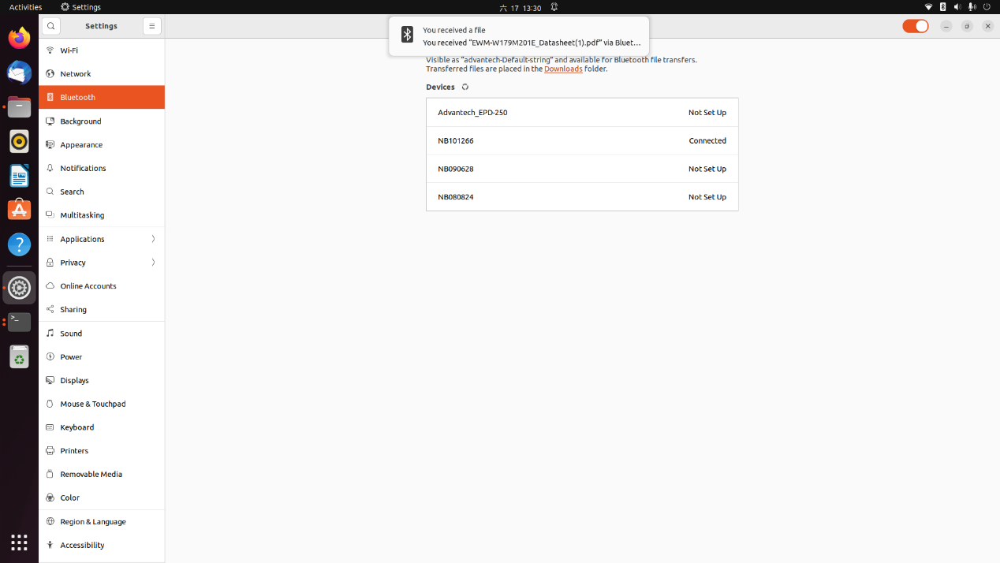 Activities
Settings
六 17 13:30
Settings
You received a file
You received “EWM-W179M201E_Datasheet(1).pdf” via Bluet...
Visible as “advantech-Default-string” and available for Bluetooth file transfers.
Transferred files are placed in the Downloads folder.
Devices
Advantech_EPD-250 Not Set Up
NB101266 Connected
NB090628 Not Set Up
NB080824 Not Set Up
Wi-Fi
Network
Bluetooth
Background
Appearance
Notifications
Search
Multitasking
Applications
Privacy
Online Accounts
Sharing
Sound
Power
Displays
Mouse & Touchpad
Keyboard
Printers
Removable Media
Color
Region & Language
Accessibility